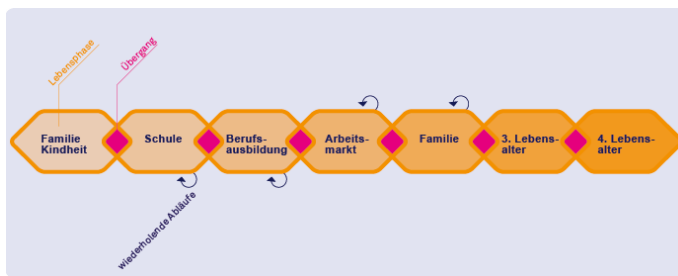 Lebensphase
Übergang
Familie
Kindheit
Schule
Berufs-
ausbildung
Arbeits-
markt
Familie
3. Lebens-
alter
4. Lebens-
alter
wiederholende Abläufe